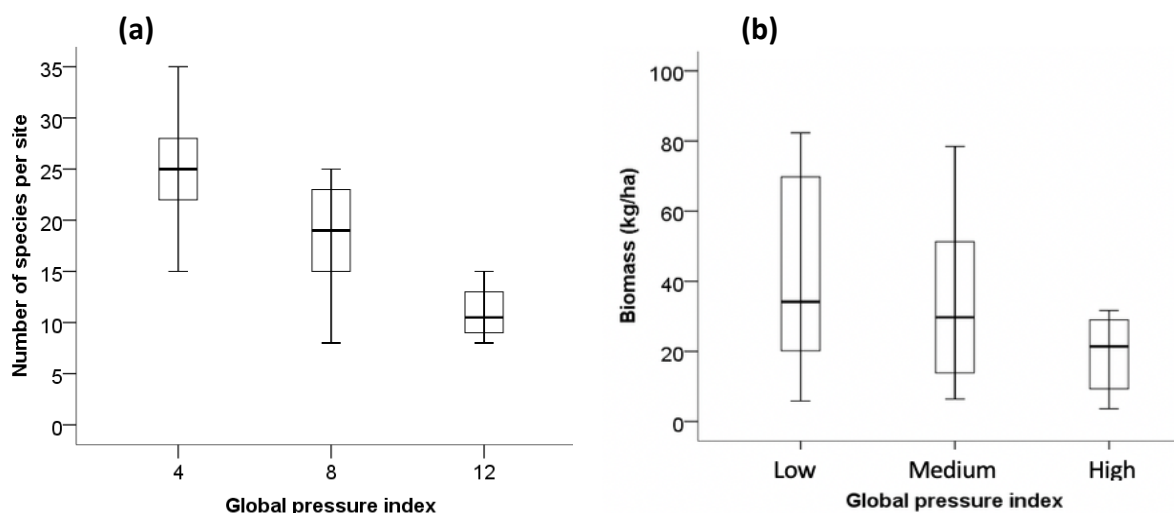 (a)
Number of species per site
35
30
25
20
15
10
5
0
4 8 12
Global pressure index
(b)
Biomass (kg/ha)
100
80
60
40
20
0
Low Medium High
Global pressure index